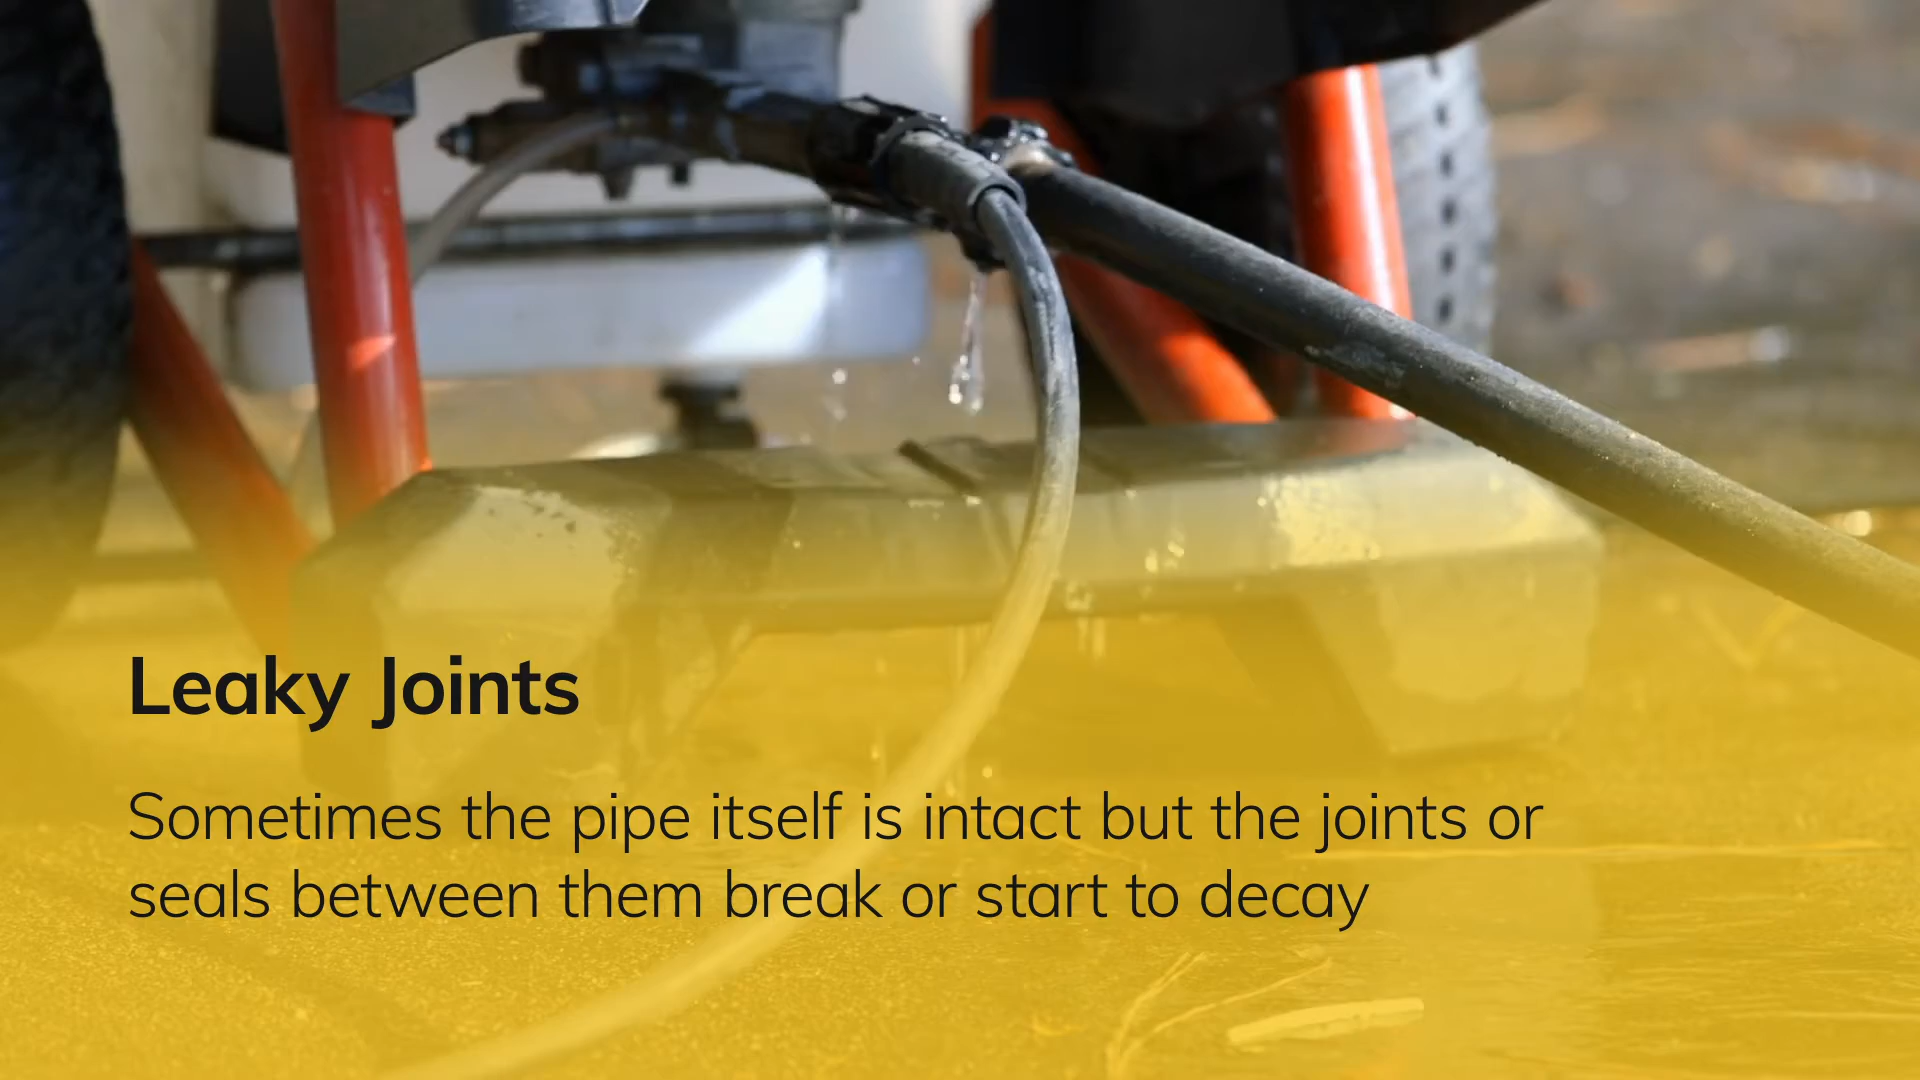 Leaky Joints
Sometimes the pipe itself is intact but the joints or
seals between them break or start to decay